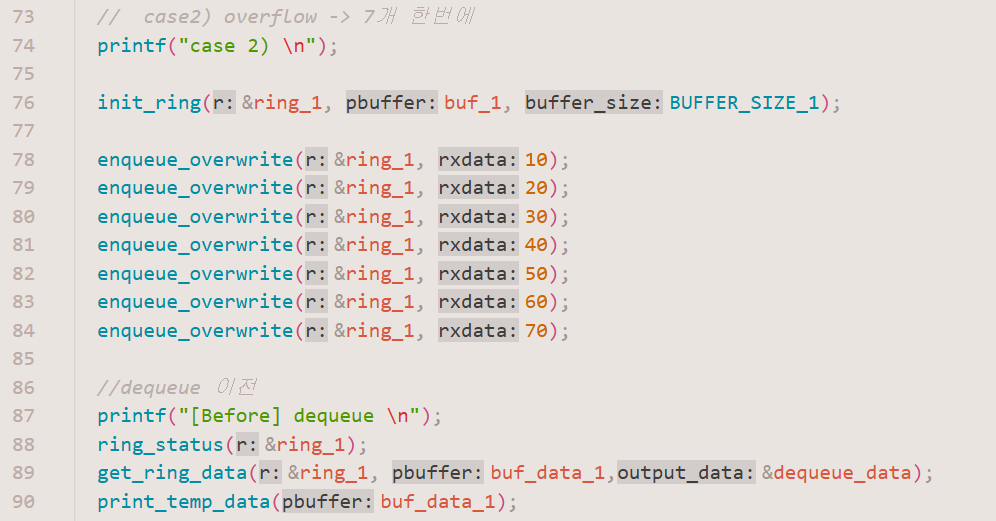 73 //  case2) overflow -> 7개 한번에
74 printf("case 2) \n");
75
76 init_ring(r: &ring_1, pbuffer: buf_1, buffer_size: BUFFER_SIZE_1);
77
78 enqueue_overwrite(r: &ring_1, rxdata: 10);
79 enqueue_overwrite(r: &ring_1, rxdata: 20);
80 enqueue_overwrite(r: &ring_1, rxdata: 30);
81 enqueue_overwrite(r: &ring_1, rxdata: 40);
82 enqueue_overwrite(r: &ring_1, rxdata: 50);
83 enqueue_overwrite(r: &ring_1, rxdata: 60);
84 enqueue_overwrite(r: &ring_1, rxdata: 70);
85
86 //dequeue 이전
87 printf("[Before] dequeue \n");
88 ring_status(r: &ring_1);
89 get_ring_data(r: &ring_1, pbuffer: buf_data_1,output_data: &dequeue_data);
90 print_temp_data(pbuffer: buf_data_1);